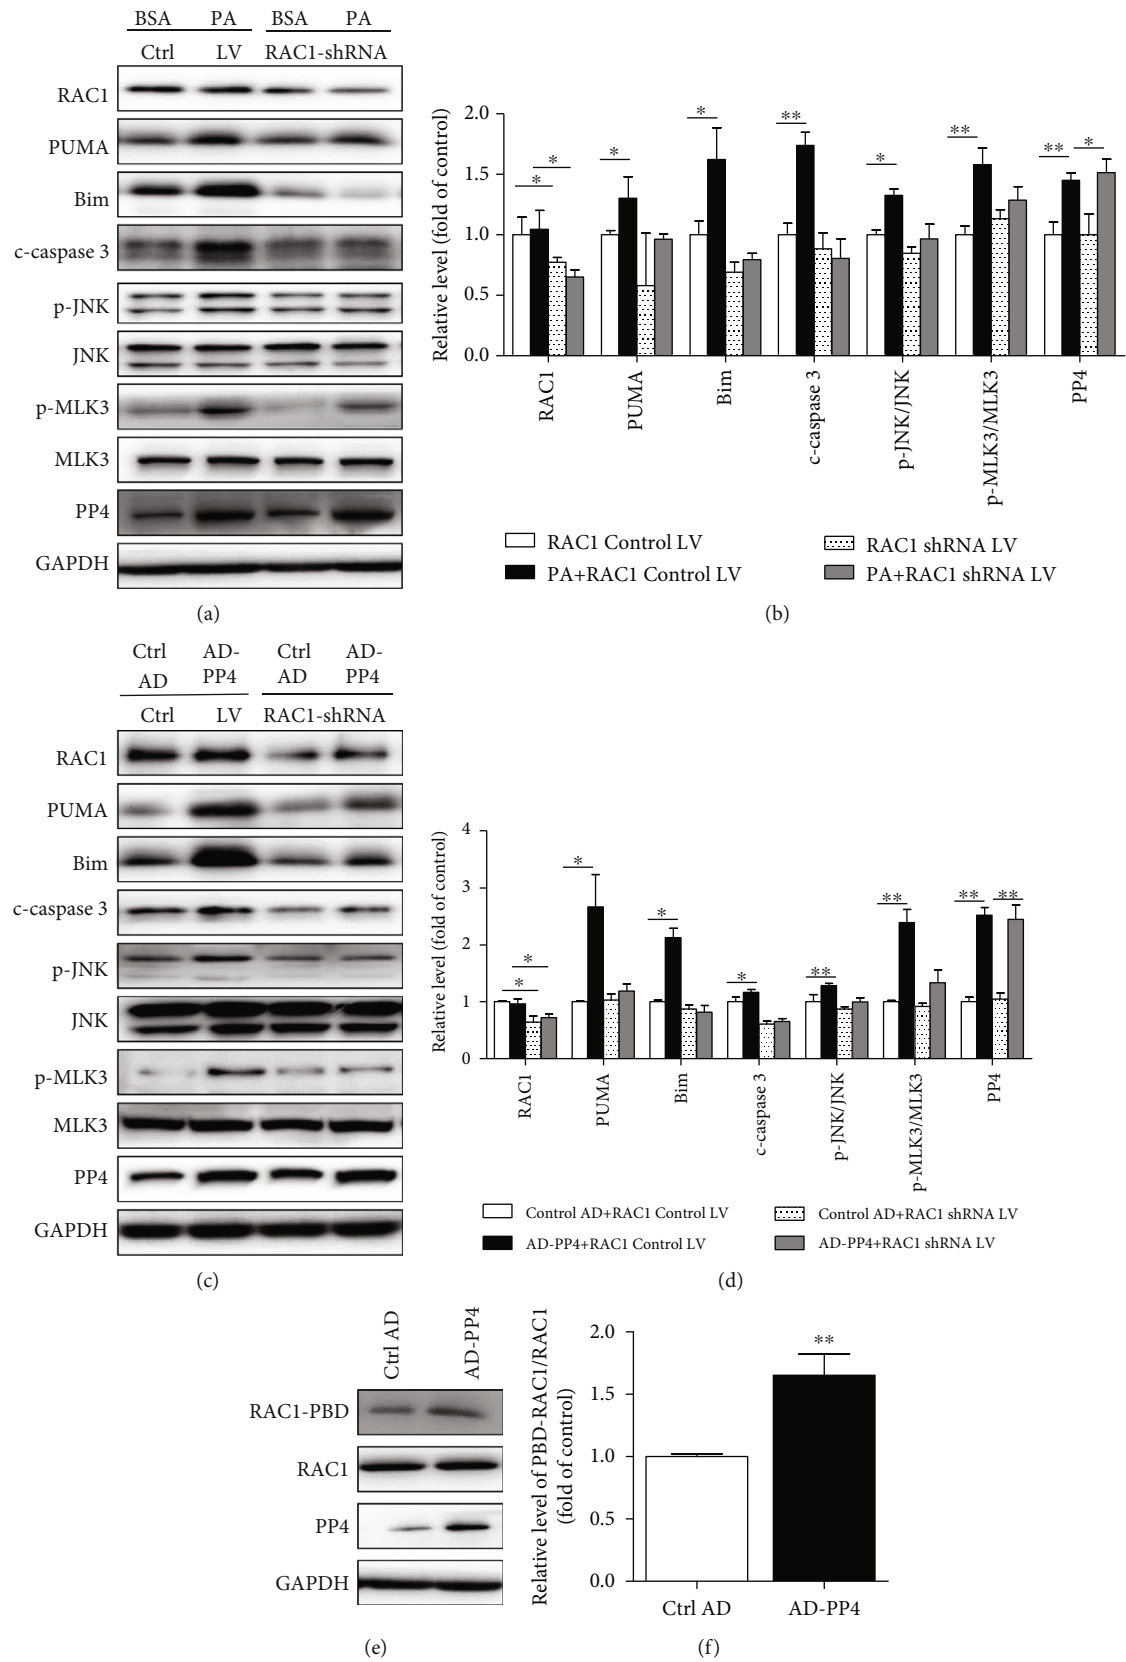 BSA PA BSA PA
Ctrl LV RAC1-shRNA
RAC1
PUMA
Bim
c-caspase 3
p-JNK
JNK
p-MLK3
MLK3
PP4
GAPDH
(a)
Relative level (fold of control)
2.0
1.5
1.0
0.5
0.0
* * * * ** * ** ** *
RAC1
PUMA
Bim
c-caspase 3
p-JNK/JNK
p-MLK3/MLK3
PP4
RAC1 Control LV
PA+RAC1 Control LV
RAC1 shRNA LV
PA+RAC1 shRNA LV
(b)
Ctrl AD- Ctrl AD-
AD PP4 AD PP4
Ctrl LV RAC1-shRNA
RAC1
PUMA
Bim
c-caspase 3
p-JNK
JNK
p-MLK3
MLK3
PP4
GAPDH
(c)
Relative level (fold of control)
4
3
2
1
0
* * * * * ** ** ** **
RAC1
PUMA
Bim
c-caspase 3
p-JNK/JNK
p-MLK3/MLK3
PP4
Control AD+RAC1 Control LV
AD-PP4+RAC1 Control LV
Control AD+RAC1 shRNA LV
AD-PP4+RAC1 shRNA LV
(d)
Ctrl AD
AD-PP4
RAC1-PBD
RAC1
PP4
GAPDH
(e)
Relative level of PBD-RAC1/RAC1
(fold of control)
2.0
1.5
1.0
0.5
0.0
**
Ctrl AD AD-PP4
(f)